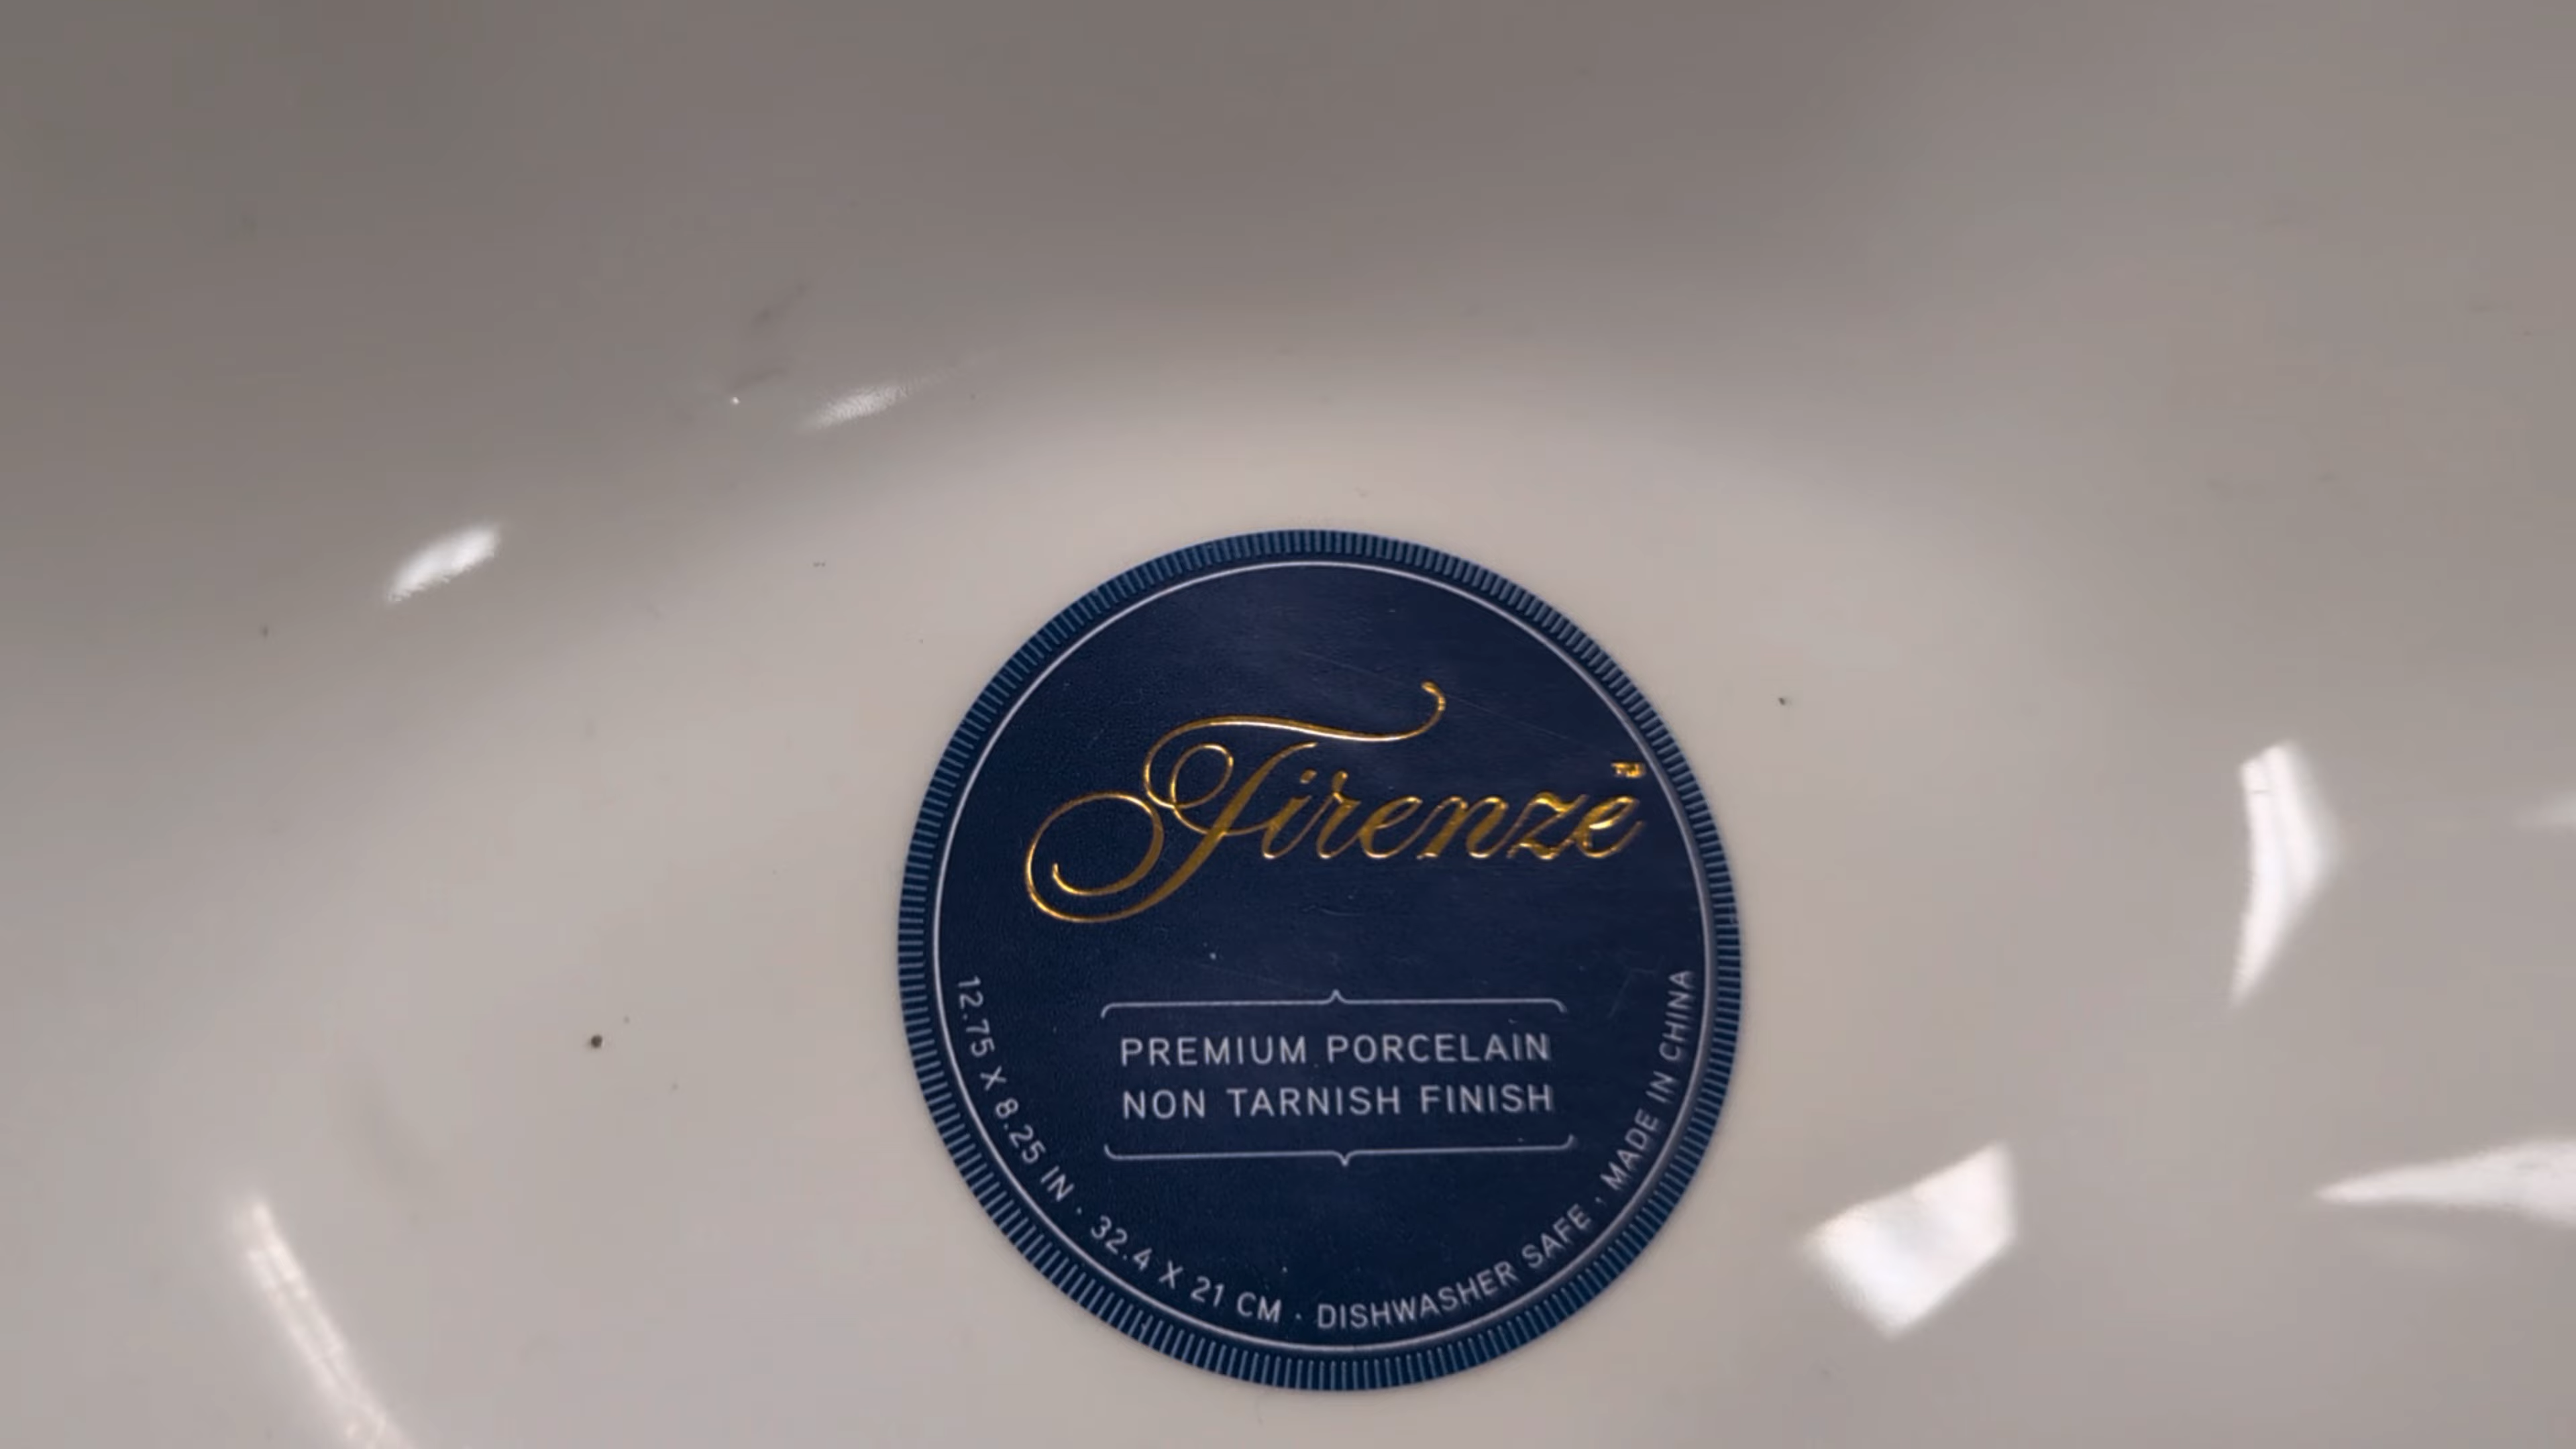 Firenze™
PREMIUM PORCELAIN
NON TARNISH FINISH
12.75 X 8.25 IN · 32.4 X 21 CM · DISHWASHER SAFE · MADE IN CHINA